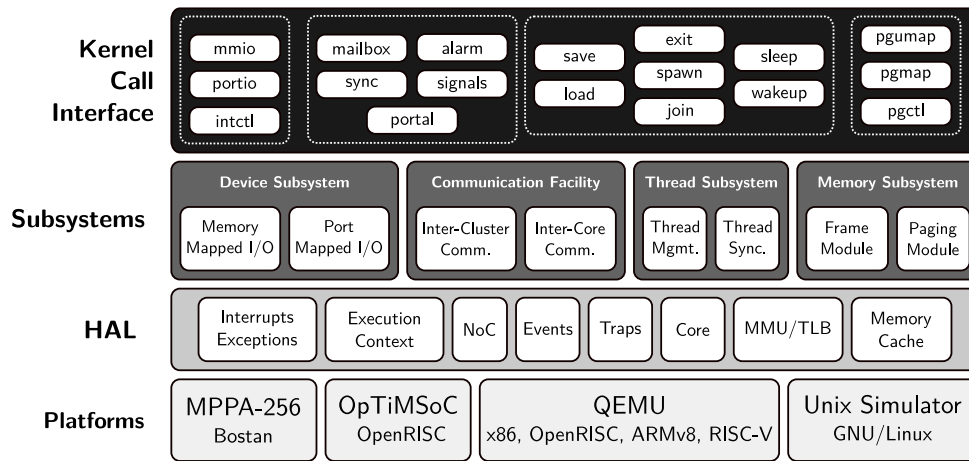 Kernel
Call
Interface
mmio
portio
intctl
mailbox
alarm
sync
signals
portal
save
load
exit
spawn
join
sleep
wakeup
pgumap
pgmap
pgctl
Subsystems
Device Subsystem
Memory
Mapped I/O
Port
Mapped I/O
Communication Facility
Inter-Cluster
Comm.
Inter-Core
Comm.
Thread Subsystem
Thread
Mgmt.
Thread
Sync.
Memory Subsystem
Frame
Module
Paging
Module
HAL
Interrupts
Exceptions
Execution
Context
NoC
Events
Traps
Core
MMU/TLB
Memory
Cache
Platforms
MPPA-256
Bostan
OpTiMSoC
OpenRISC
QEMU
x86, OpenRISC, ARMv8, RISC-V
Unix Simulator
GNU/Linux